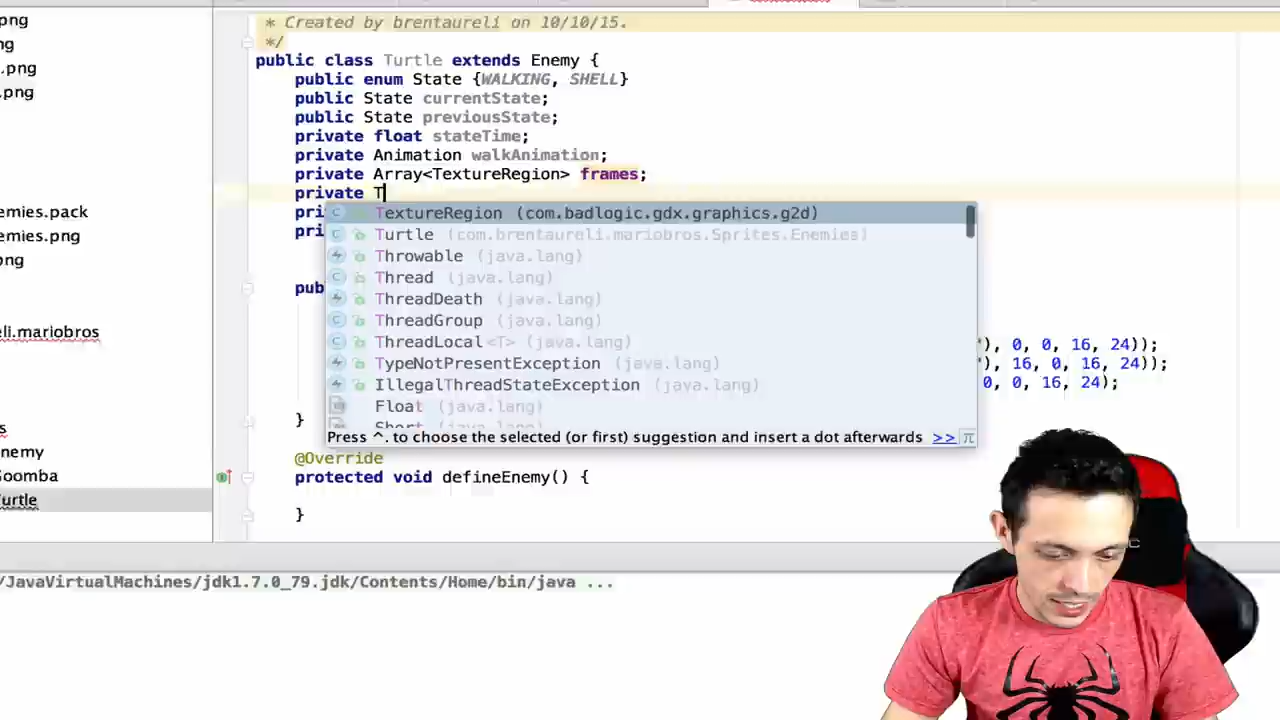 png
* Created by brentaureli on 10/10/15.
ng
*/
.png
public class Turtle extends Enemy {
.png
public enum State {WALKING, SHELL}
public State currentState;
public State previousState;
private float stateTime;
private Animation walkAnimation;
private Array<TextureRegion> frames;
private T
emies.pack
pri
TextureRegion (com.badlogic.gdx.graphics.g2d)
emies.png
pri
Turtle (com.brentaureli.mariobros.Sprites.Enemies)
ong
Throwable (java.lang)
Thread (java.lang)
pub
ThreadDeath (java.lang)
ThreadGroup (java.lang)
eli.mariobros
ThreadLocal<T> (java.lang)
"), 0, 0, 16, 24));
TypeNotPresentException (java.lang)
"), 16, 0, 16, 24));
IllegalThreadStateException (java.lang)
0, 0, 16, 24);
Float (java.lang)
}
s
Press ^. to choose the selected (or first) suggestion and insert a dot afterwards >> π
nemy
@Override
Goomba
protected void defineEnemy() {
urtle
}
/JavaVirtualMachines/jdk1.7.0_79.jdk/Contents/Home/bin/java ...